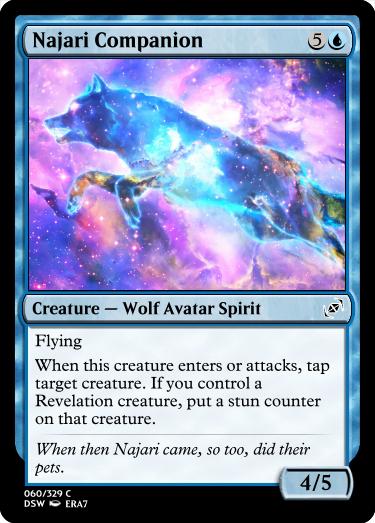 Najari Companion 5
Creature — Wolf Avatar Spirit
Flying
When this creature enters or attacks, tap
target creature. If you control a
Revelation creature, put a stun counter
on that creature.
When then Najari came, so too, did their
pets.
4/5
060/329 C
DSW ERA7